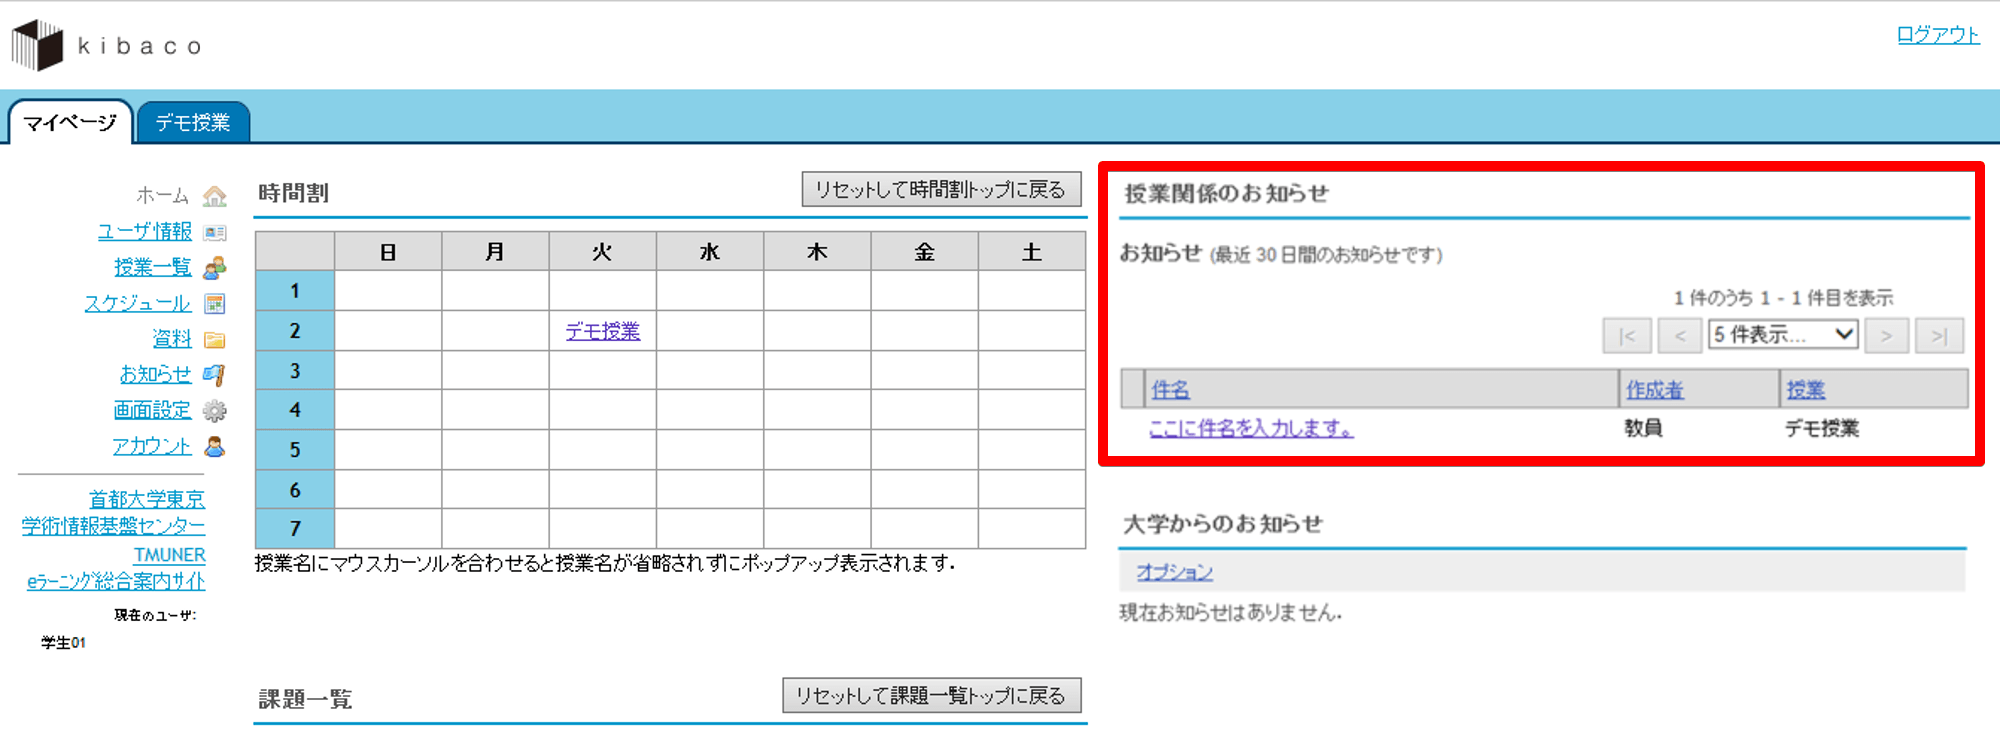 kibaco
ログアウト
マイページ
デモ授業
ホーム
ユーザ情報
授業一覧
スケジュール
資料
お知らせ
画面設定
アカウント
首都大学東京
学術情報基盤センター
TMUNER
eラーニング総合案内サイト
現在のユーザ:
学生01
時間割
リセットして時間割トップに戻る
日 月 火 水 木 金 土
1
2 デモ授業
3
4
5
6
7
授業名にマウスカーソルを合わせると授業名が省略されずにポップアップ表示されます.
課題一覧
リセットして課題一覧トップに戻る
授業関係のお知らせ
お知らせ (最近 30 日間のお知らせです)
1 件のうち 1 - 1 件目を表示
|< < 5 件表示... > >|
件名 作成者 授業
ここに件名を入力します。 教員 デモ授業
大学からのお知らせ
オプション
現在お知らせはありません.